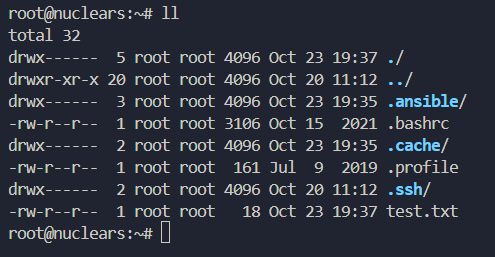 root@nuclears:~# ll
total 32
drwx------  5 root root 4096 Oct 23 19:37 ./
drwxr-xr-x 20 root root 4096 Oct 20 11:12 ../
drwx------  3 root root 4096 Oct 23 19:35 .ansible/
-rw-r--r--  1 root root 3106 Oct 15  2021 .bashrc
drwx------  2 root root 4096 Oct 23 19:35 .cache/
-rw-r--r--  1 root root  161 Jul  9  2019 .profile
drwx------  2 root root 4096 Oct 20 11:12 .ssh/
-rw-r--r--  1 root root   18 Oct 23 19:37 test.txt
root@nuclears:~#